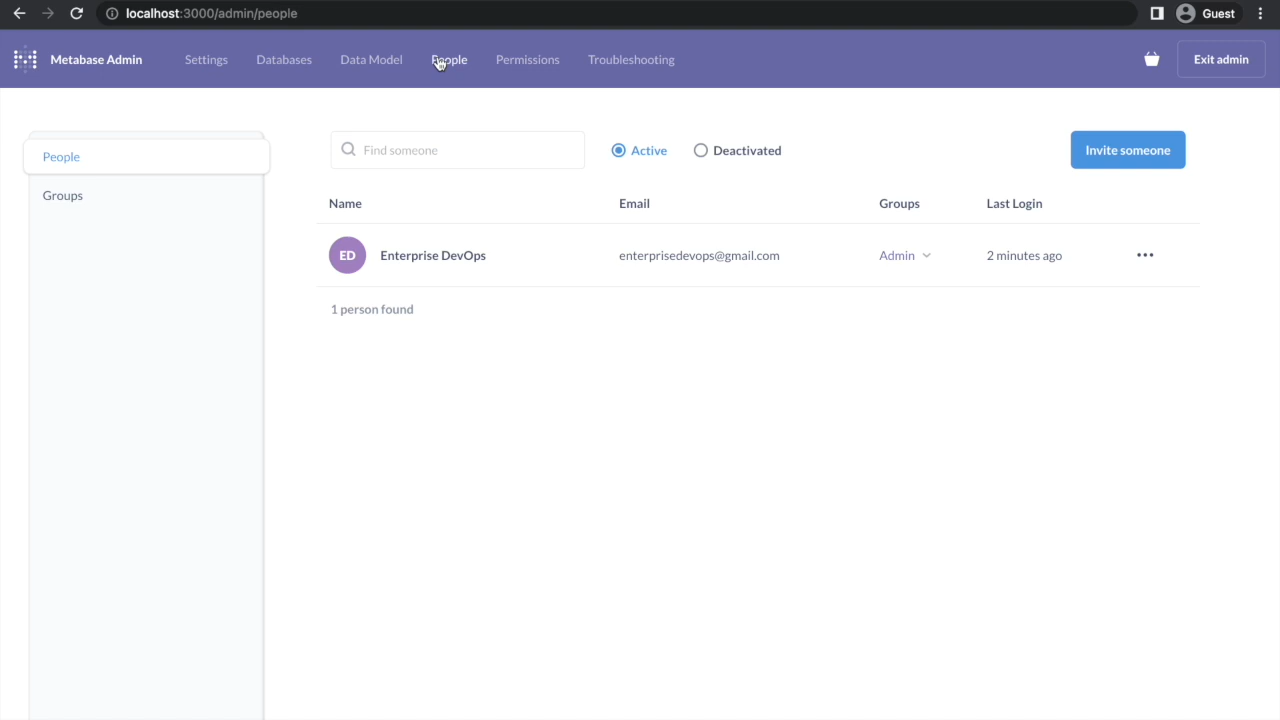 localhost:3000/admin/people Guest
Metabase Admin Settings Databases Data Model People Permissions Troubleshooting Exit admin
People
Groups
Find someone Active Deactivated Invite someone
Name Email Groups Last Login
ED Enterprise DevOps enterprisedevops@gmail.com Admin 2 minutes ago
1 person found